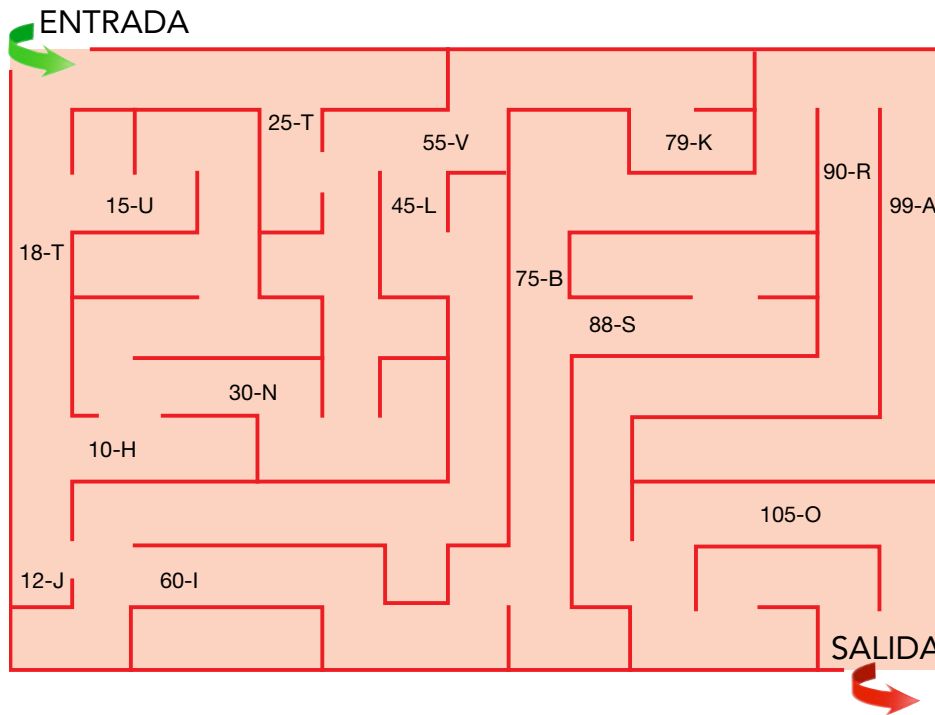 ENTRADA
25-T
55-V
79-K
90-R
15-U
45-L
99-A
18-T
75-B
88-S
30-N
10-H
105-O
12-J
60-I
SALIDA